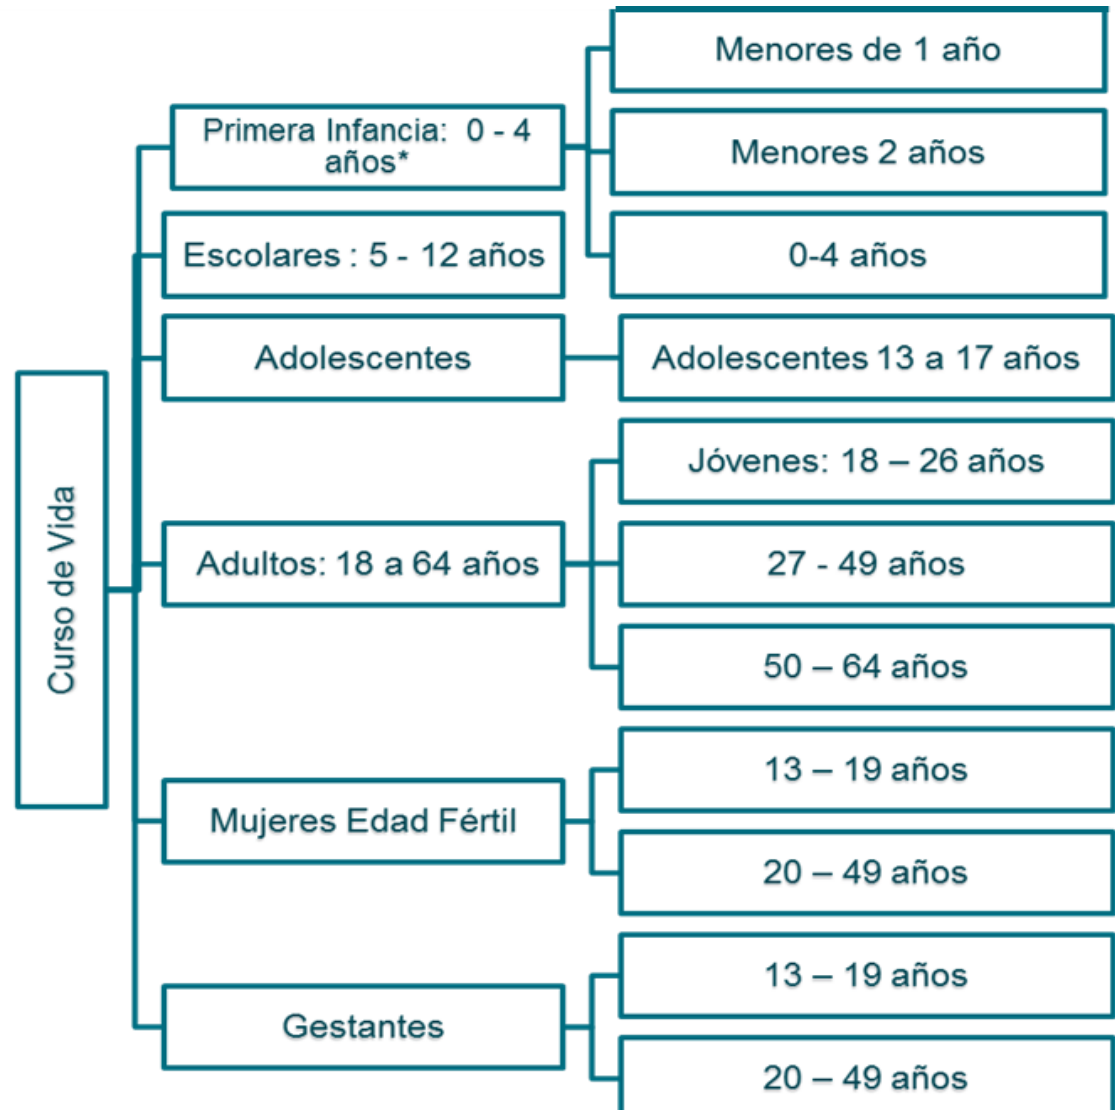 Curso de Vida
Primera Infancia: 0 - 4
años*
Menores de 1 año
Menores 2 años
0-4 años
Escolares : 5 - 12 años
Adolescentes
Adolescentes 13 a 17 años
Adultos: 18 a 64 años
Jóvenes: 18 – 26 años
27 - 49 años
50 – 64 años
Mujeres Edad Fértil
13 – 19 años
20 – 49 años
Gestantes
13 – 19 años
20 – 49 años